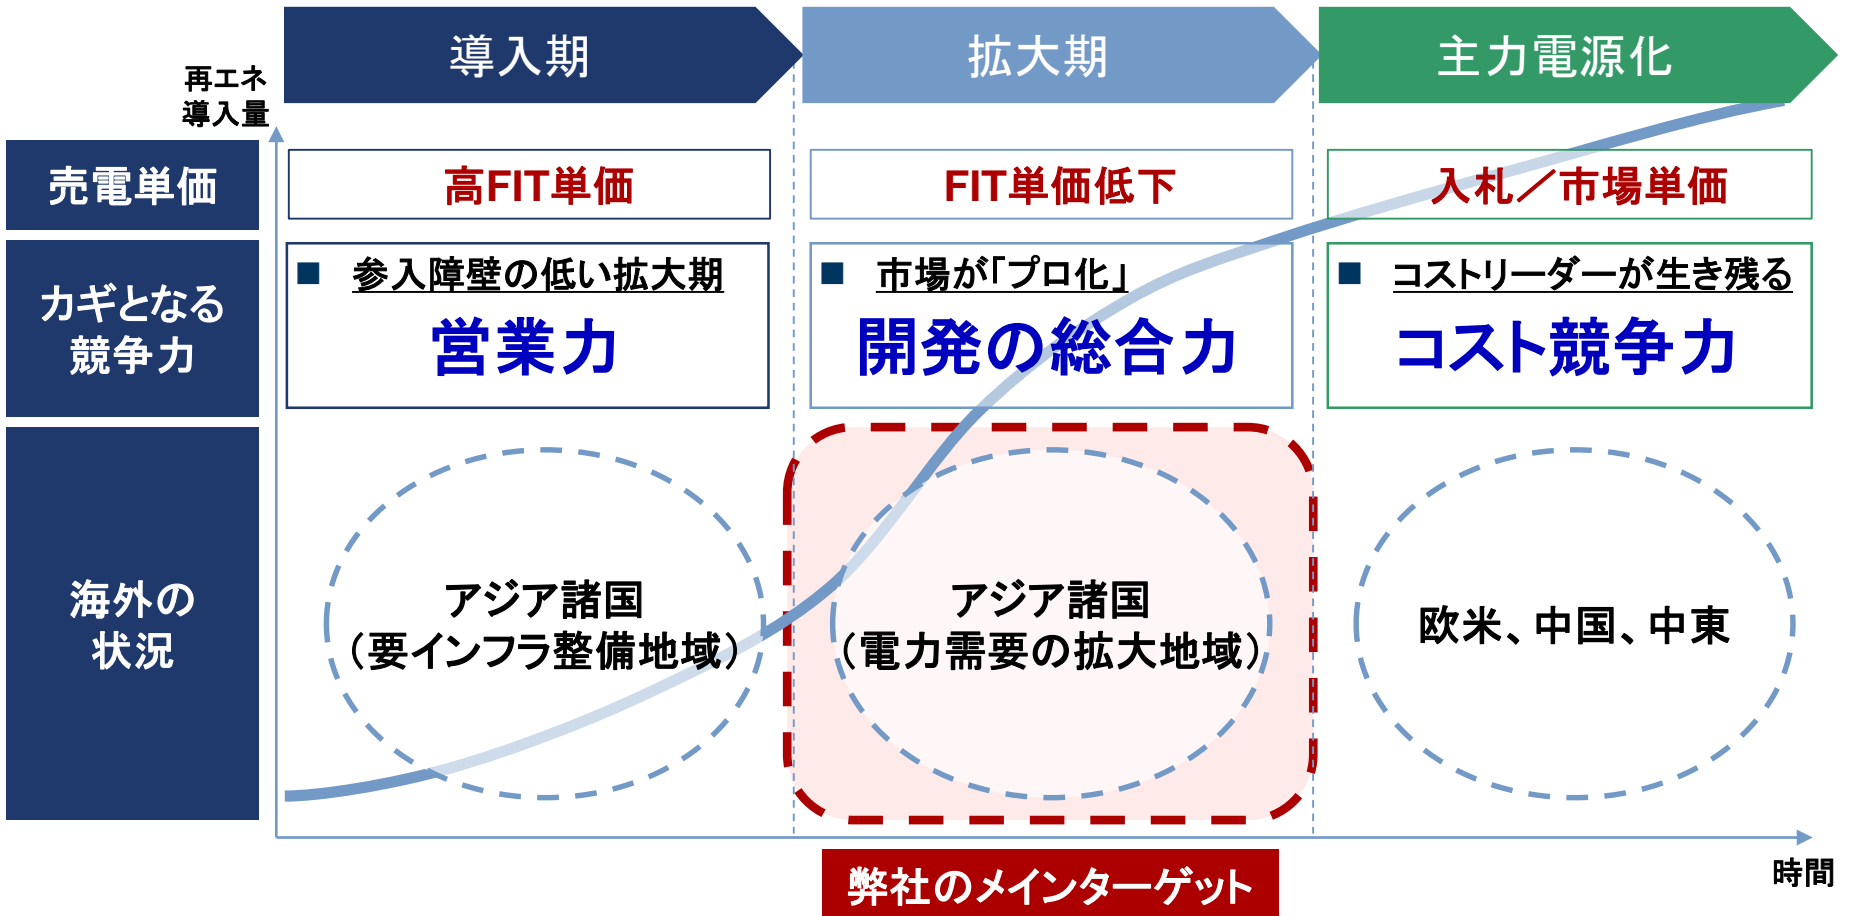 導入期
拡大期
主力電源化
再エネ
導入量
売電単価
高FIT単価
FIT単価低下
入札／市場単価
カギとなる
競争力
参入障壁の低い拡大期
営業力
市場が「プロ化」
開発の総合力
コストリーダーが生き残る
コスト競争力
海外の
状況
アジア諸国
（要インフラ整備地域）
アジア諸国
（電力需要の拡大地域）
欧米、中国、中東
時間
弊社のメインターゲット